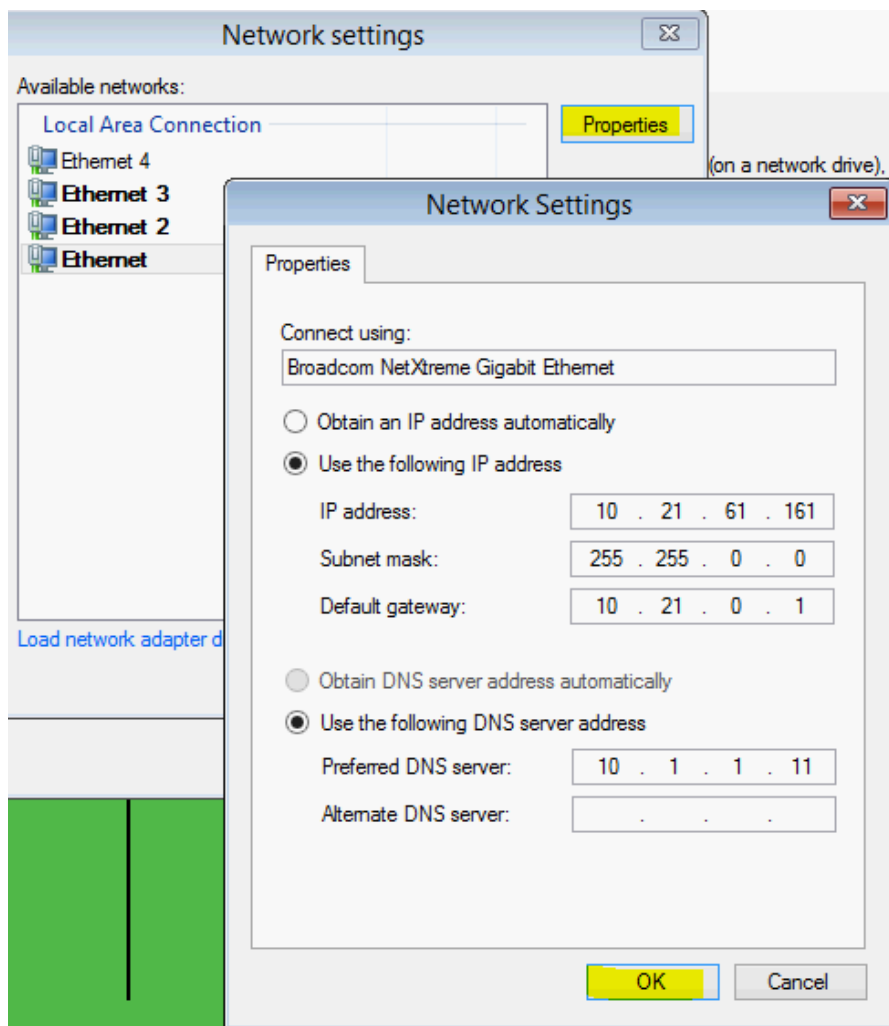 Network settings
Available networks:
Local Area Connection
Properties
Ethernet 4
(on a network drive),
Ethernet 3
Ethernet 2
Ethernet
Load network adapter d
Network Settings
Properties
Connect using:
Broadcom NetXtreme Gigabit Ethernet
Obtain an IP address automatically
Use the following IP address
IP address: 10 . 21 . 61 . 161
Subnet mask: 255 . 255 . 0 . 0
Default gateway: 10 . 21 . 0 . 1
Obtain DNS server address automatically
Use the following DNS server address
Preferred DNS server: 10 . 1 . 1 . 11
Alternate DNS server: . . .
OK Cancel